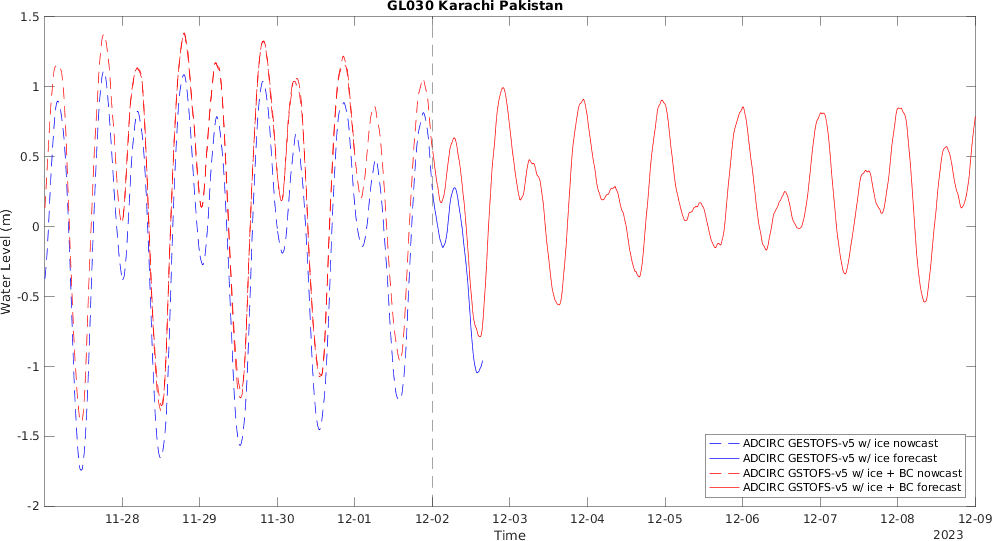 GL030 Karachi Pakistan
1.5
1
0.5
0
-0.5
-1
-1.5
-2
Water Level (m)
11-28 11-29 11-30 12-01 12-02 12-03 12-04 12-05 12-06 12-07 12-08 12-09
Time
2023
ADCIRC GESTOFS-v5 w/ ice nowcast
ADCIRC GESTOFS-v5 w/ ice forecast
ADCIRC GSTOFS-v5 w/ ice + BC nowcast
ADCIRC GSTOFS-v5 w/ ice + BC forecast